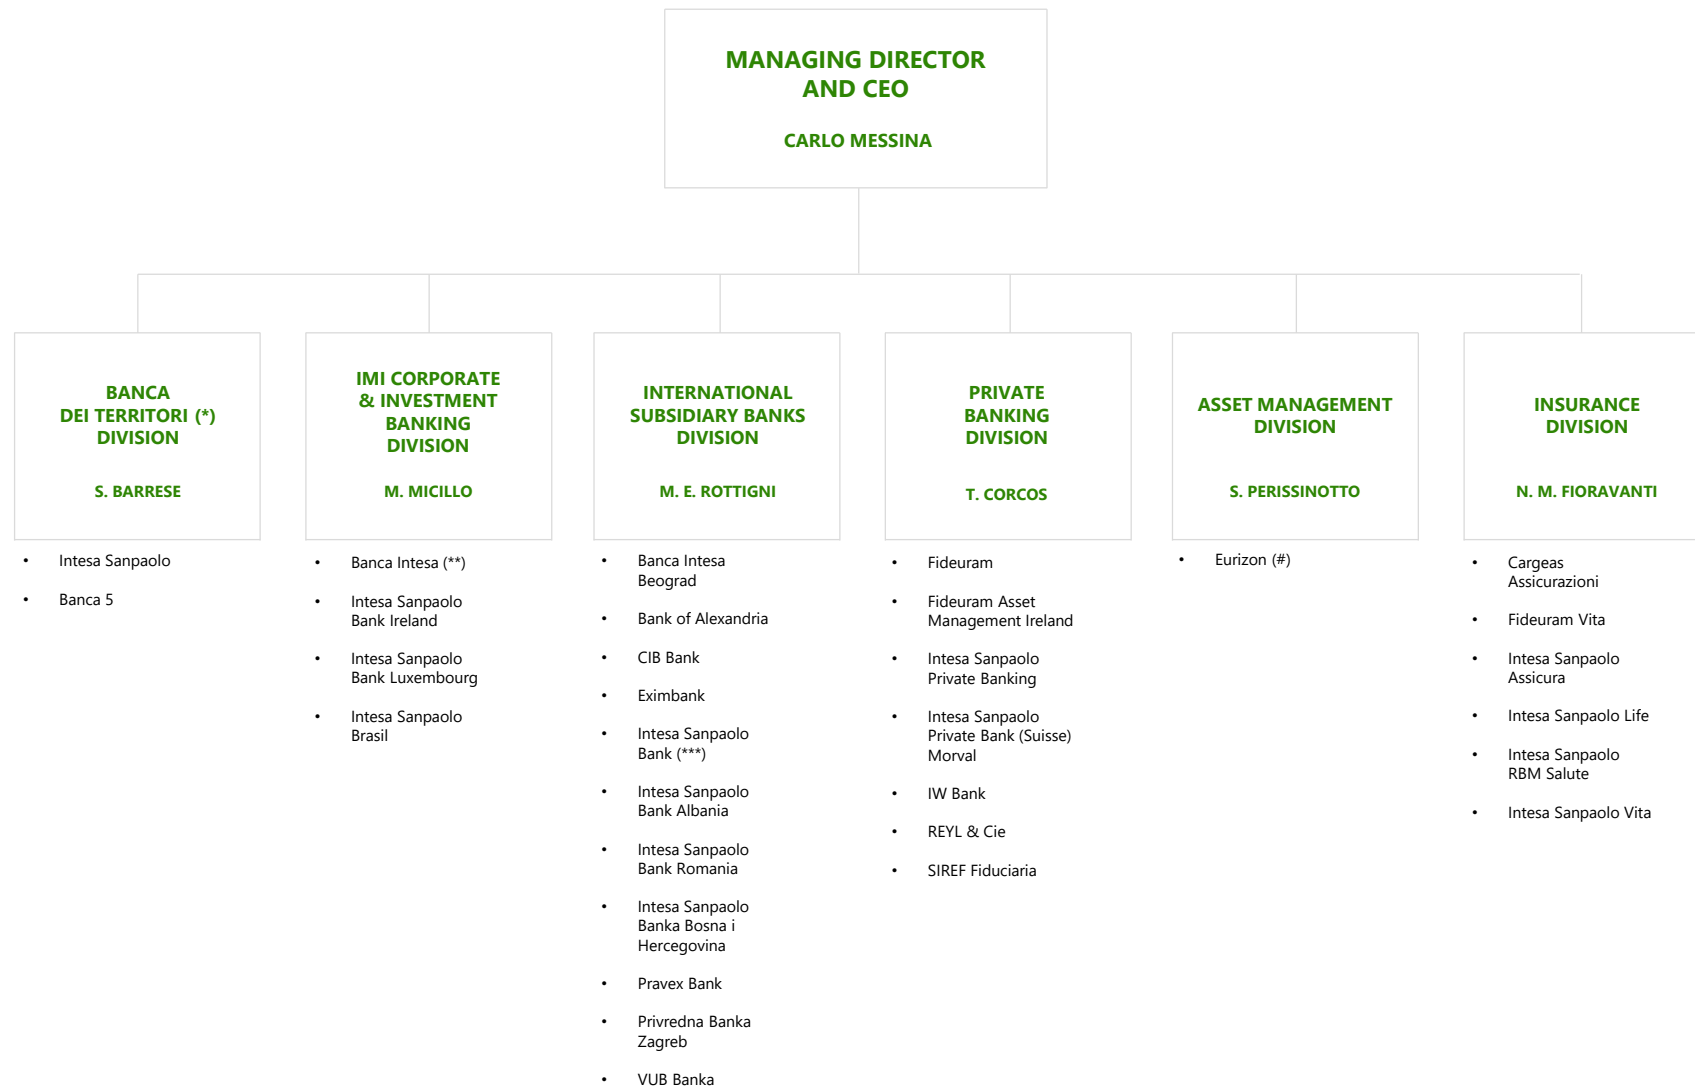 MANAGING DIRECTOR
AND CEO
CARLO MESSINA
BANCA
DEI TERRITORI (*)
DIVISION
S. BARRESE
• Intesa Sanpaolo
• Banca 5
IMI CORPORATE
& INVESTMENT
BANKING
DIVISION
M. MICILLO
• Banca Intesa (**)
• Intesa Sanpaolo
Bank Ireland
• Intesa Sanpaolo
Bank Luxembourg
• Intesa Sanpaolo
Brasil
INTERNATIONAL
SUBSIDIARY BANKS
DIVISION
M. E. ROTTIGNI
• Banca Intesa
Beograd
• Bank of Alexandria
• CIB Bank
• Eximbank
• Intesa Sanpaolo
Bank (***)
• Intesa Sanpaolo
Bank Albania
• Intesa Sanpaolo
Bank Romania
• Intesa Sanpaolo
Banka Bosna i
Hercegovina
• Pravex Bank
• Privredna Banka
Zagreb
• VUB Banka
PRIVATE
BANKING
DIVISION
T. CORCOS
• Fideuram
• Fideuram Asset
Management Ireland
• Intesa Sanpaolo
Private Banking
• Intesa Sanpaolo
Private Bank (Suisse)
Morval
• IW Bank
• REYL & Cie
• SIREF Fiduciaria
ASSET MANAGEMENT
DIVISION
S. PERISSINOTTO
• Eurizon (#)
INSURANCE
DIVISION
N. M. FIORAVANTI
• Cargeas
Assicurazioni
• Fideuram Vita
• Intesa Sanpaolo
Assicura
• Intesa Sanpaolo Life
• Intesa Sanpaolo
RBM Salute
• Intesa Sanpaolo Vita